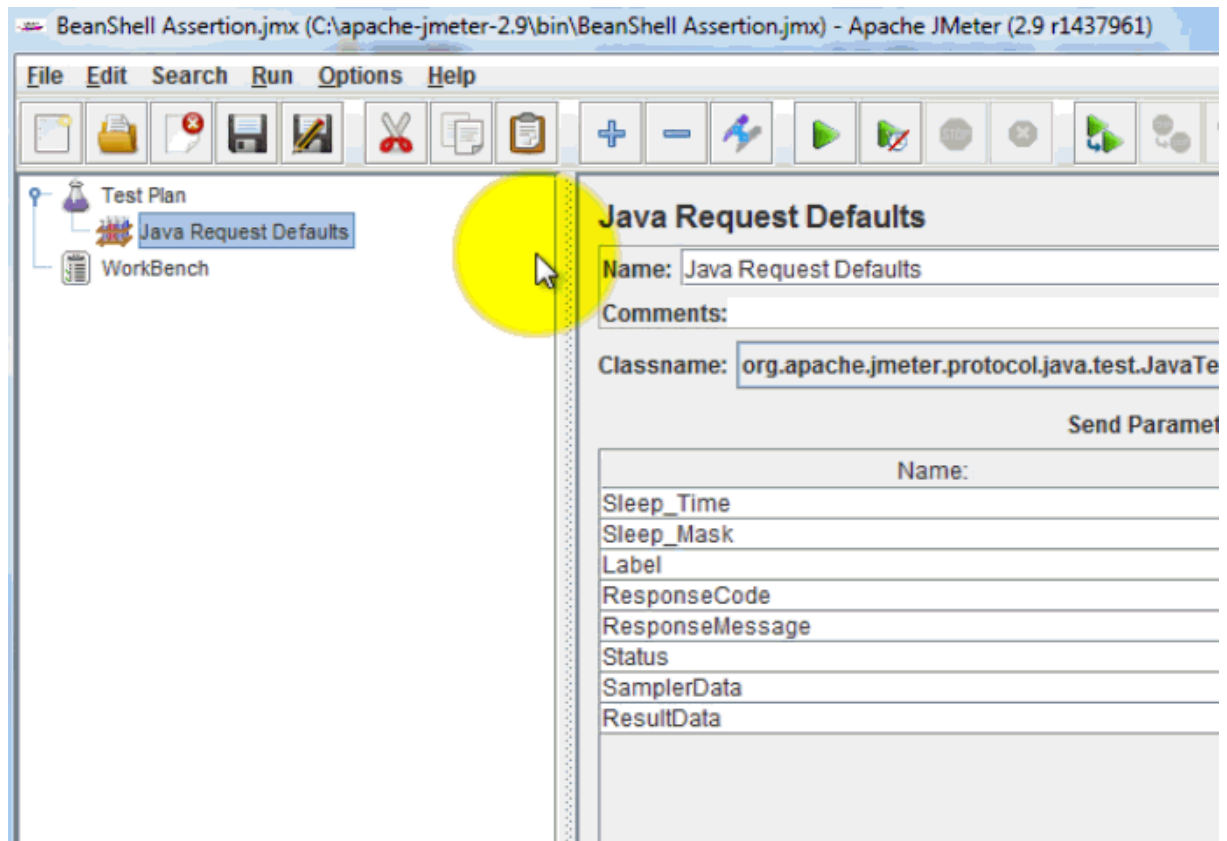 BeanShell Assertion.jmx (C:\apache-jmeter-2.9\bin\BeanShell Assertion.jmx) - Apache JMeter (2.9 r1437961)
File Edit Search Run Options Help
STOP
Test Plan
Java Request Defaults
WorkBench
Java Request Defaults
Name: Java Request Defaults
Comments:
Classname: org.apache.jmeter.protocol.java.test.JavaTe
Send Paramet
Name:
Sleep_Time
Sleep_Mask
Label
ResponseCode
ResponseMessage
Status
SamplerData
ResultData